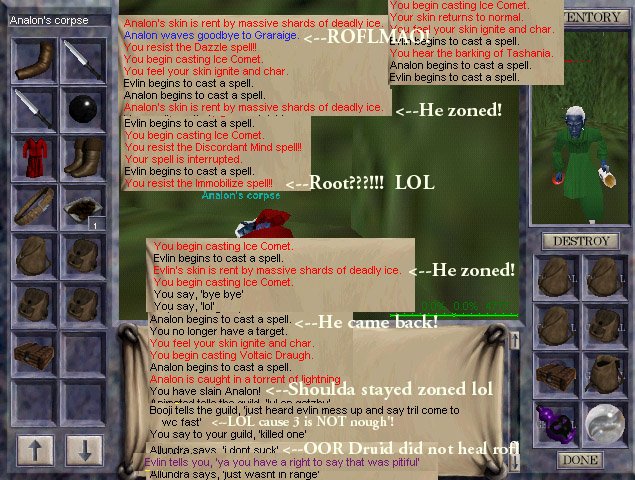 Analon's corpse
Analon's skin is rent by massive shards of deadly ice.
Analon waves goodbye to Graraige.
<--ROFLMAO!
You resist the Dazzle spell!!
You begin casting Ice Comet.
You feel your skin ignite and char.
Evlin begins to cast a spell.
Analon begins to cast a spell.
Analon's skin is rent by massive shards of deadly ice.
<--He zoned!
You begin casting Ice Comet.
Your skin returns to normal.
You feel your skin ignite and char.
You hear the barking of Tashania.
Analon begins to cast a spell.
Evlin begins to cast a spell.
INVENTORY
Evlin begins to cast a spell.
You begin casting Ice Comet.
You resist the Discordant Mind spell!!
Your spell is interrupted.
Evlin begins to cast a spell.
You resist the Immobilize spell!!
<--Root???!!! LOL
Analon's corpse
1
DESTROY
You begin casting Ice Comet.
Evlin begins to cast a spell.
Evlin's skin is rent by massive shards of deadly ice.
<--He zoned!
You begin casting Ice Comet.
You say, 'bye bye'
You say, 'lol'
Analon begins to cast a spell.
<--He came back!
You no longer have a target.
You feel your skin ignite and char.
You begin casting Voltaic Draugh.
Analon begins to cast a spell.
Analon is caught in a torrent of lightning
You have slain Analon!
<--Shoulda stayed zoned lol
Booji tells the guild, 'just heard evlin mess up and say tril come to
wc fast'
<--LOL cause 3 is NOT nough'!
You say to your guild, 'killed one'
Allundra says, 'i dont suck'
<--OOR Druid did not heal rofl
Evlin tells you, 'ya you have a right to say that was pitiful'
Allundra says, 'just wasnt in range'
DONE